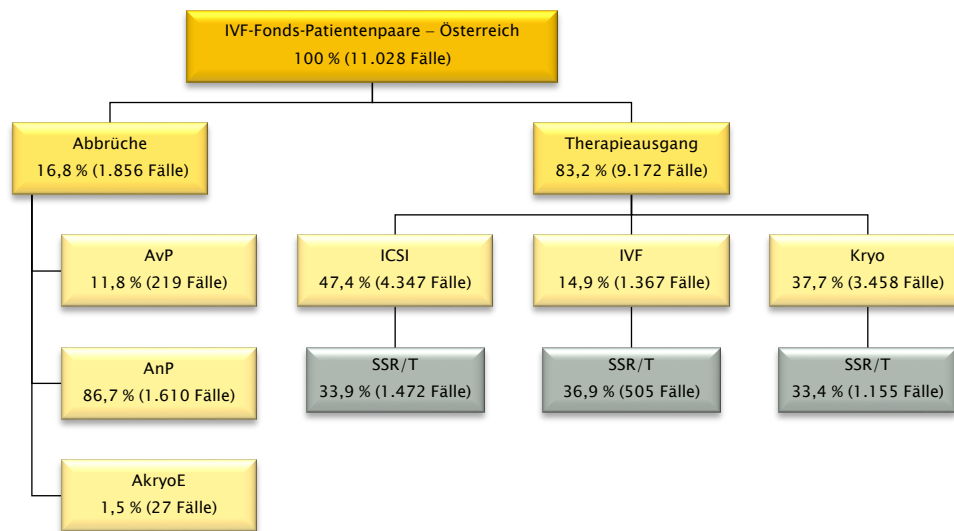 IVF-Fonds-Patientenpaare – Österreich
100 % (11.028 Fälle)
Abbrüche
16,8 % (1.856 Fälle)
Therapieausgang
83,2 % (9.172 Fälle)
AvP
11,8 % (219 Fälle)
ICSI
47,4 % (4.347 Fälle)
IVF
14,9 % (1.367 Fälle)
Kryo
37,7 % (3.458 Fälle)
AnP
86,7 % (1.610 Fälle)
SSR/T
33,9 % (1.472 Fälle)
SSR/T
36,9 % (505 Fälle)
SSR/T
33,4 % (1.155 Fälle)
AkryoE
1,5 % (27 Fälle)